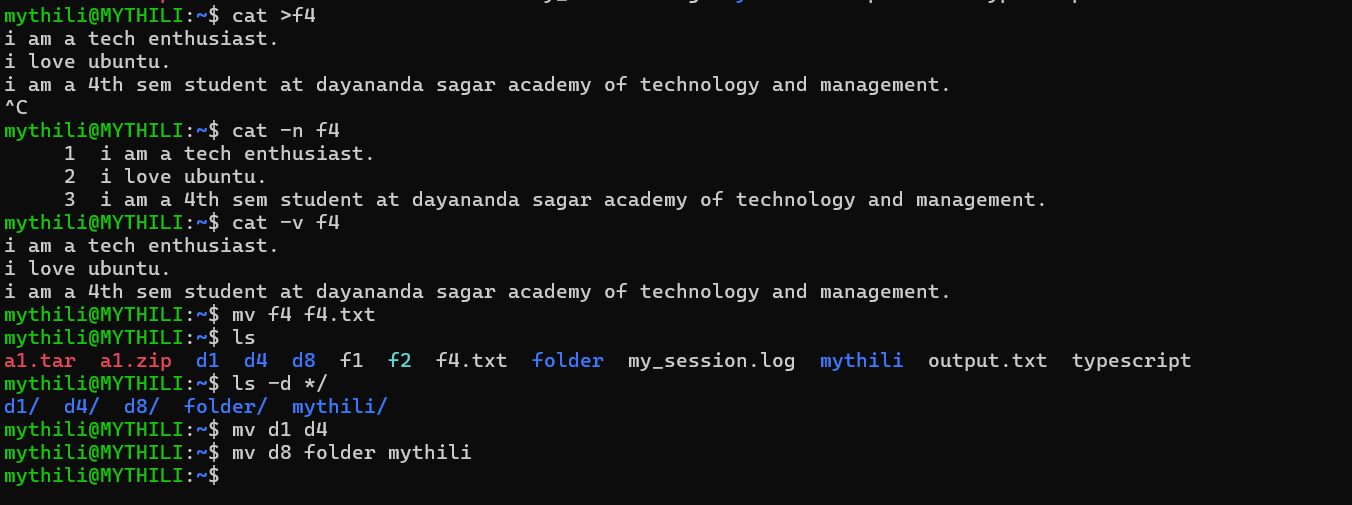 mythili@MYTHILI:~$ cat >f4
i am a tech enthusiast.
i love ubuntu.
i am a 4th sem student at dayananda sagar academy of technology and management.
^C
mythili@MYTHILI:~$ cat -n f4
     1  i am a tech enthusiast.
     2  i love ubuntu.
     3  i am a 4th sem student at dayananda sagar academy of technology and management.
mythili@MYTHILI:~$ cat -v f4
i am a tech enthusiast.
i love ubuntu.
i am a 4th sem student at dayananda sagar academy of technology and management.
mythili@MYTHILI:~$ mv f4 f4.txt
mythili@MYTHILI:~$ ls
a1.tar  a1.zip  d1  d4  d8  f1  f2  f4.txt  folder  my_session.log  mythili  output.txt  typescript
mythili@MYTHILI:~$ ls -d */
d1/  d4/  d8/  folder/  mythili/
mythili@MYTHILI:~$ mv d1 d4
mythili@MYTHILI:~$ mv d8 folder mythili
mythili@MYTHILI:~$